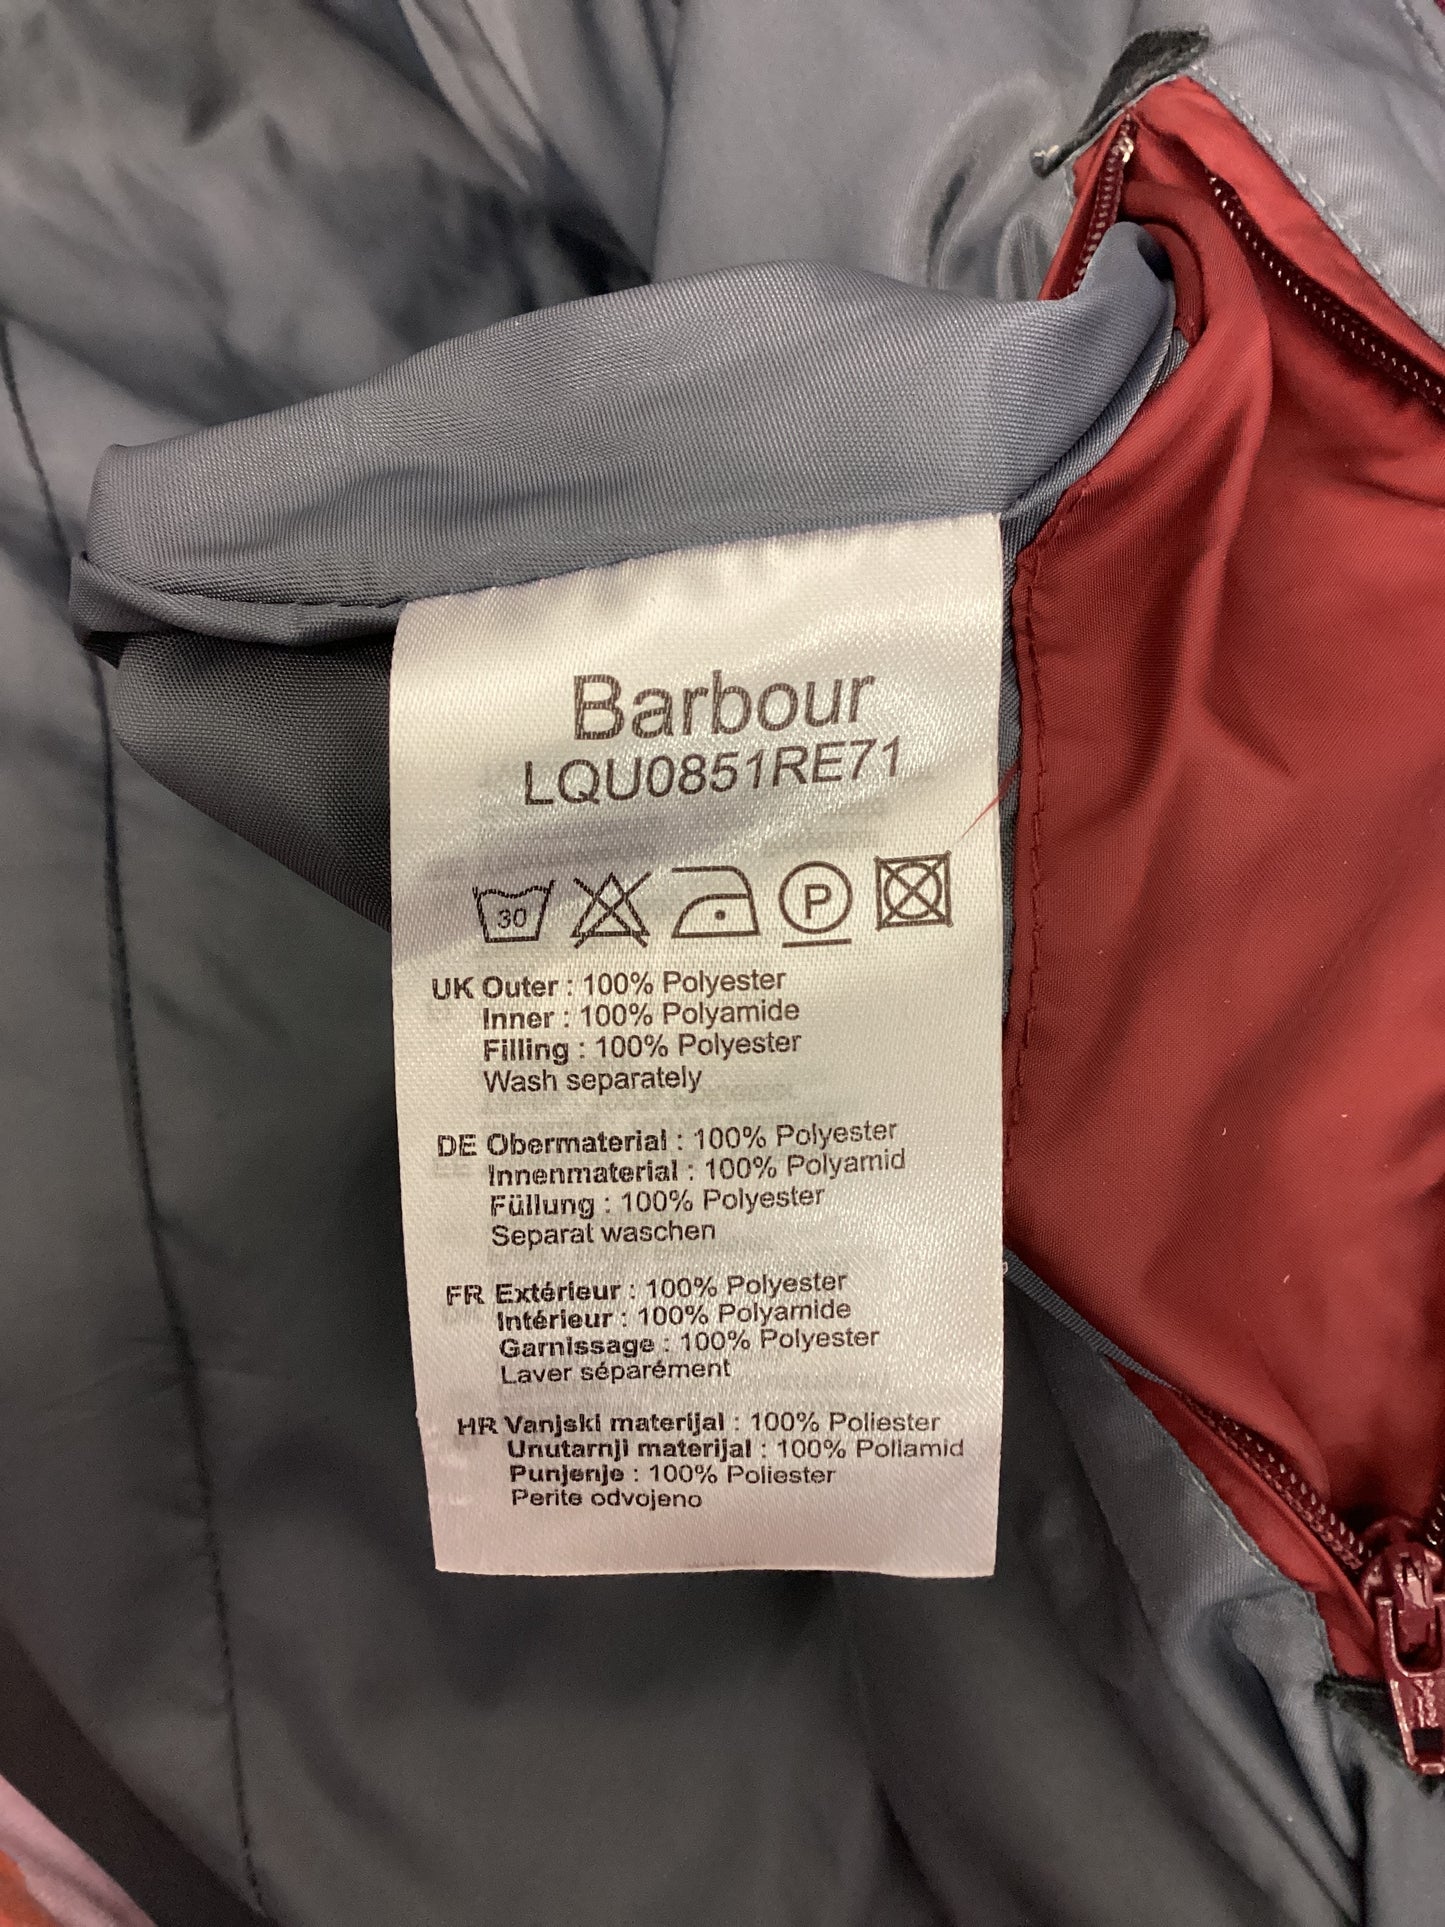 Barbour
LQU0851RE71
30 P
UK Outer : 100% Polyester
Inner : 100% Polyamide
Filling : 100% Polyester
Wash separately
DE Obermaterial : 100% Polyester
Innenmaterial : 100% Polyamid
Füllung : 100% Polyester
Separat waschen
FR Extérieur : 100% Polyester
Intérieur : 100% Polyamide
Garnissage : 100% Polyester
Laver séparément
HR Vanjski materijal : 100% Poliester
Unutarnji materijal : 100% Poliamid
Punjenje : 100% Poliester
Perite odvojeno